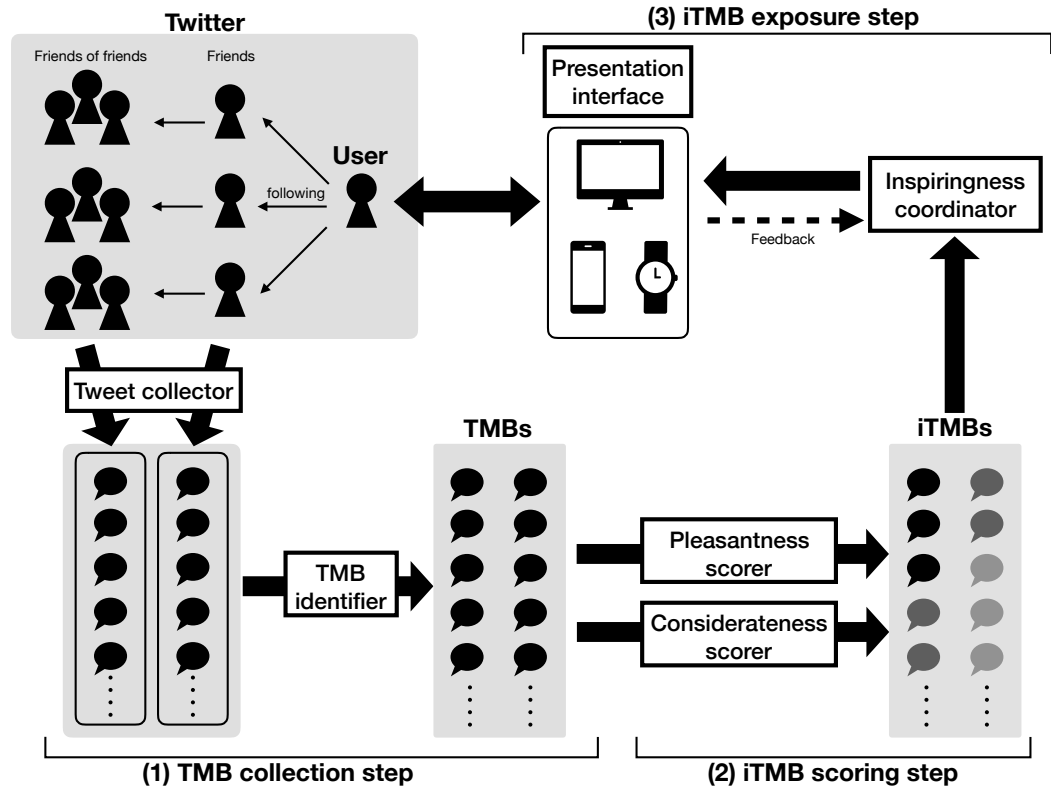 Twitter
(3) iTMB exposure step
Friends of friends
Friends
Presentation
interface
User
following
Inspiringness
coordinator
Feedback
Tweet collector
TMBs
iTMBs
TMB
identifier
Pleasantness
scorer
Considerateness
scorer
(1) TMB collection step
(2) iTMB scoring step